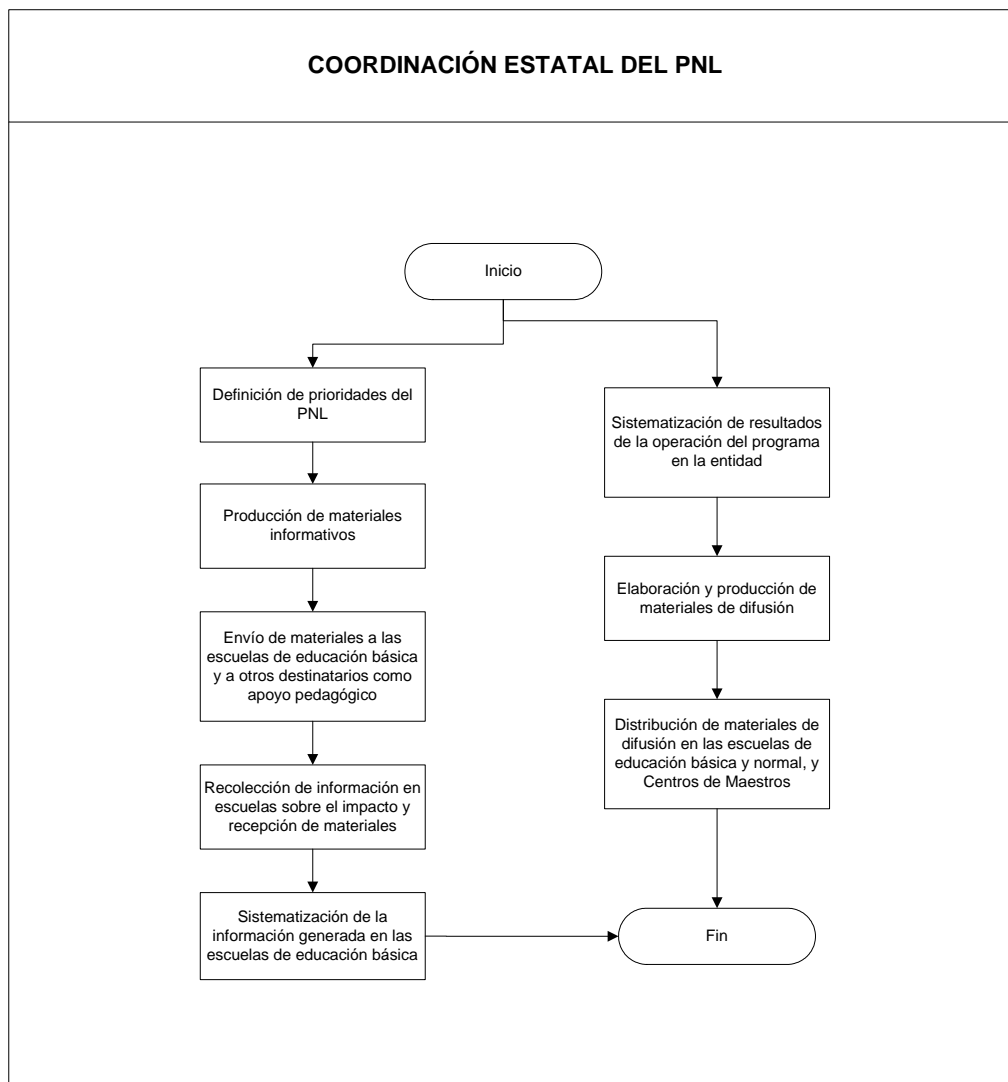 COORDINACIÓN ESTATAL DEL PNL
Inicio
Definición de prioridades del
PNL
Producción de materiales
informativos
Envío de materiales a las
escuelas de educación básica
y a otros destinatarios como
apoyo pedagógico
Recolección de información en
escuelas sobre el impacto y
recepción de materiales
Sistematización de la
información generada en las
escuelas de educación básica
Sistematización de resultados
de la operación del programa
en la entidad
Elaboración y producción de
materiales de difusión
Distribución de materiales de
difusión en las escuelas de
educación básica y normal, y
Centros de Maestros
Fin